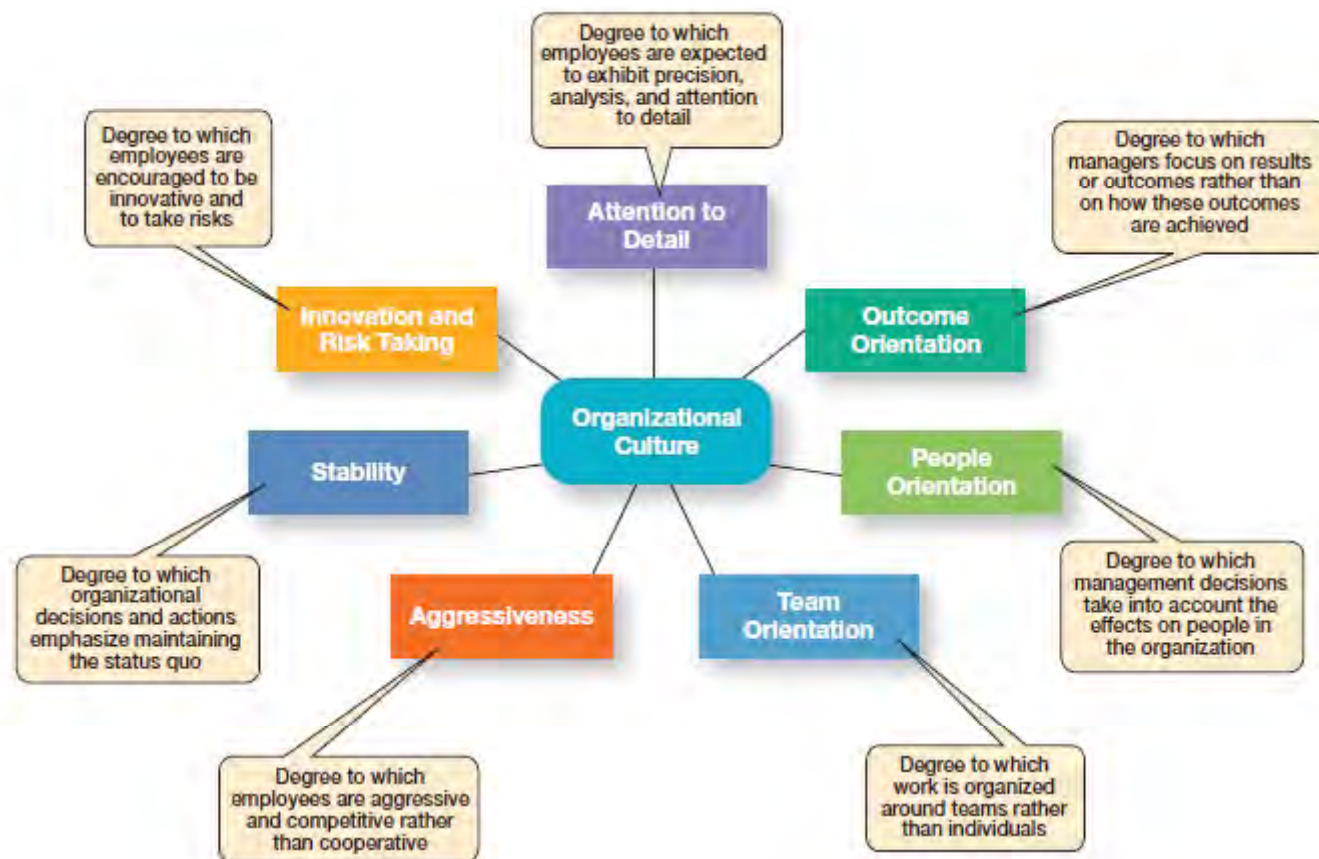 Degree to which
employees are expected
to exhibit precision,
analysis, and attention
to detail
Degree to which
employees are
encouraged to be
innovative and
to take risks
Degree to which
managers focus on results
or outcomes rather than
on how these outcomes
are achieved
Attention to
Detail
Innovation and
Risk Taking
Outcome
Orientation
Organizational
Culture
Stability
People
Orientation
Aggressiveness
Team
Orientation
Degree to which
organizational
decisions and actions
emphasize maintaining
the status quo
Degree to which
management decisions
take into account the
effects on people in
the organization
Degree to which
employees are aggressive
and competitive rather
than cooperative
Degree to which
work is organized
around teams rather
than individuals